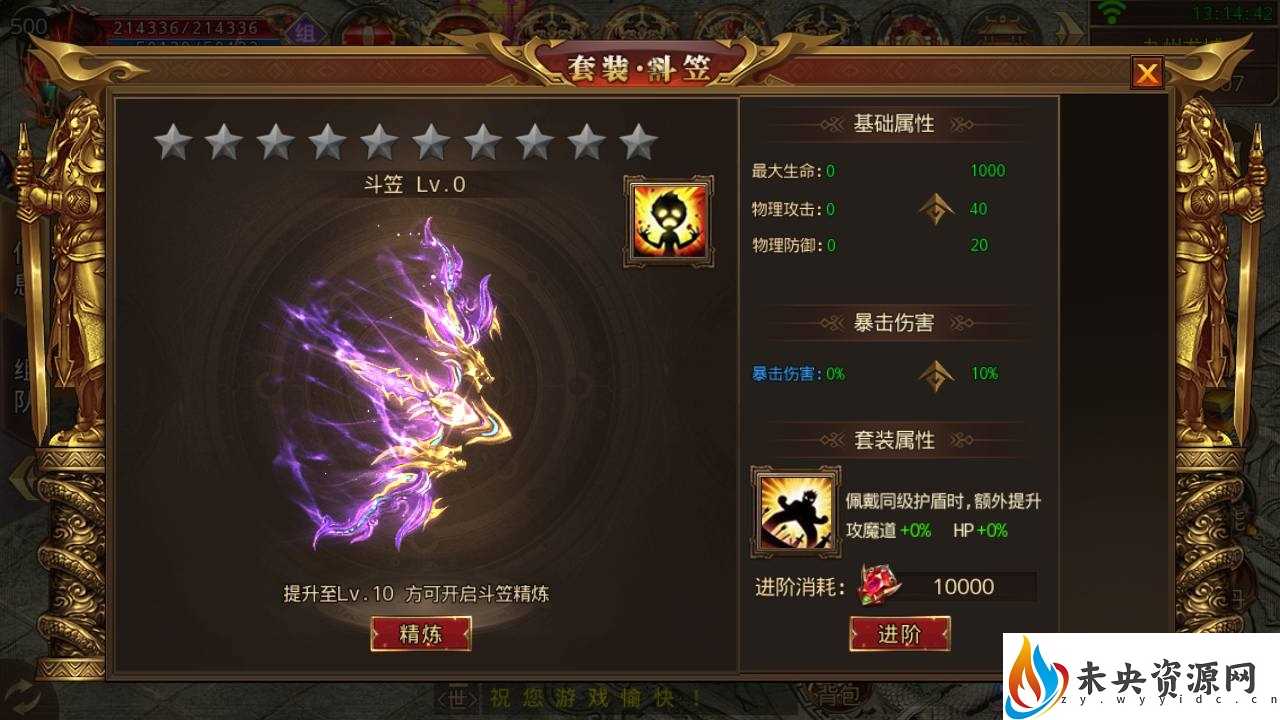 500
214336/214336
组
13:14:42
套装·斗笠
X
斗笠 Lv.0
基础属性
最大生命:0 1000
物理攻击:0 40
物理防御:0 20
暴击伤害
暴击伤害:0% 10%
套装属性
佩戴同级护盾时,额外提升
攻魔道+0% HP+0%
进阶消耗: 10000
进阶
提升至Lv.10 方可开启斗笠精炼
精炼
组
队
<世> 祝您游戏愉快!
背包
未央资源网
zy.wyyidc.cn